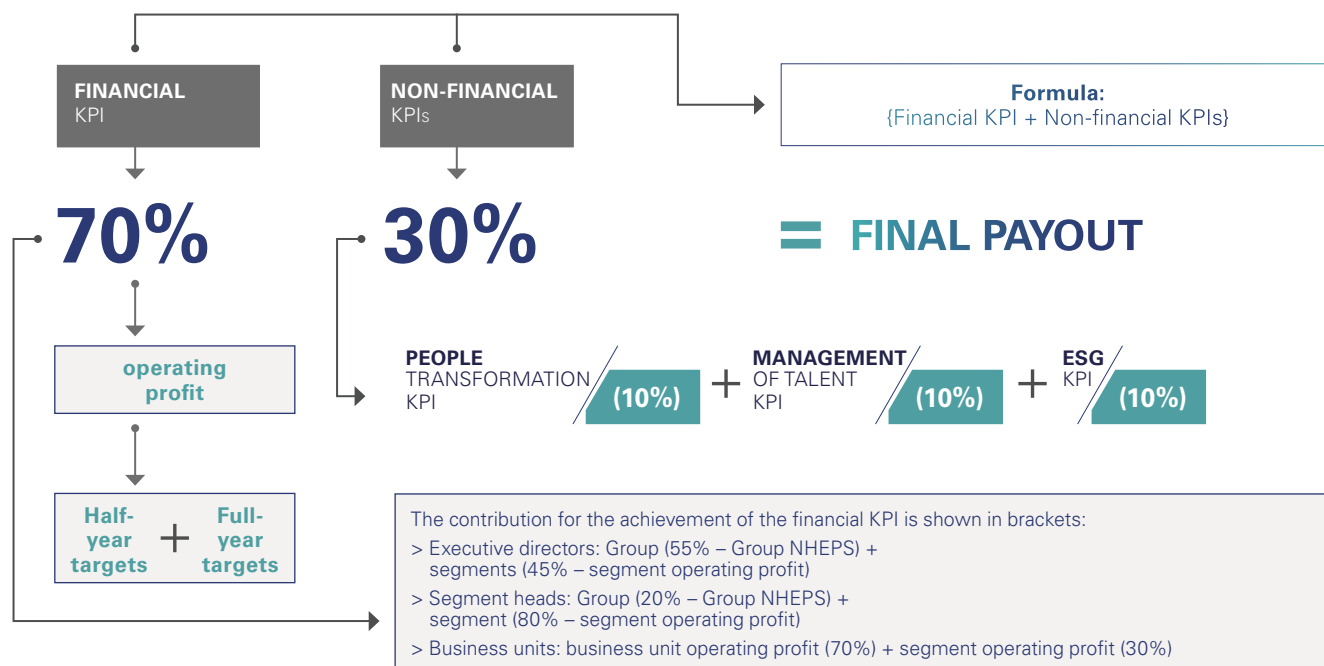 FINANCIAL
KPI
NON-FINANCIAL
KPIs
Formula:
{Financial KPI + Non-financial KPIs}
70%
30%
= FINAL PAYOUT
operating
profit
PEOPLE
TRANSFORMATION
KPI
(10%)
+
MANAGEMENT
OF TALENT
KPI
(10%)
+
ESG
KPI
(10%)
Half-
year
targets
+
Full-
year
targets
The contribution for the achievement of the financial KPI is shown in brackets:
> Executive directors: Group (55% – Group NHEPS) +
segments (45% – segment operating profit)
> Segment heads: Group (20% – Group NHEPS) +
segment (80% – segment operating profit)
> Business units: business unit operating profit (70%) + segment operating profit (30%)